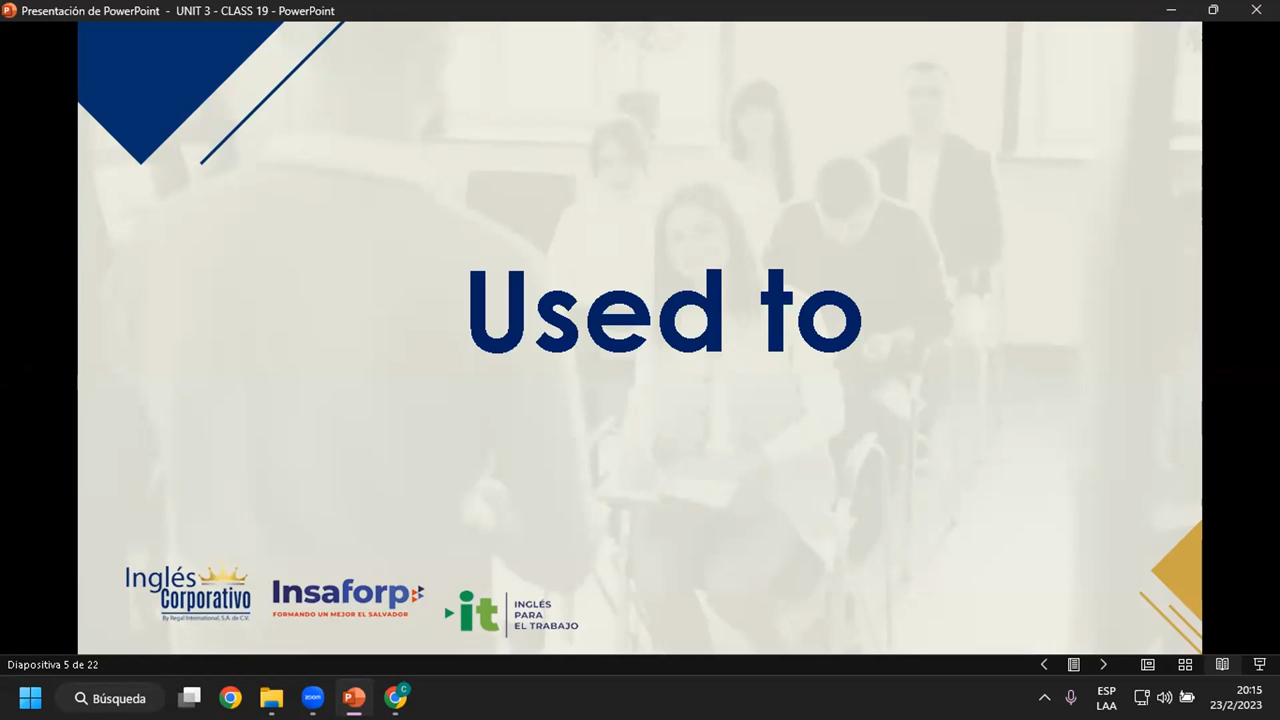 Presentación de PowerPoint - UNIT 3 - CLASS 19 - PowerPoint
Used to
Inglés
Corporativo
By Regal International, S.A. de C.V.
Insaforp
FORMANDO UN MEJOR EL SALVADOR
it
INGLÉS
PARA
EL TRABAJO
Diapositiva 5 de 22
Búsqueda
zoom
C
ESP
LAA
20:15
23/2/2023